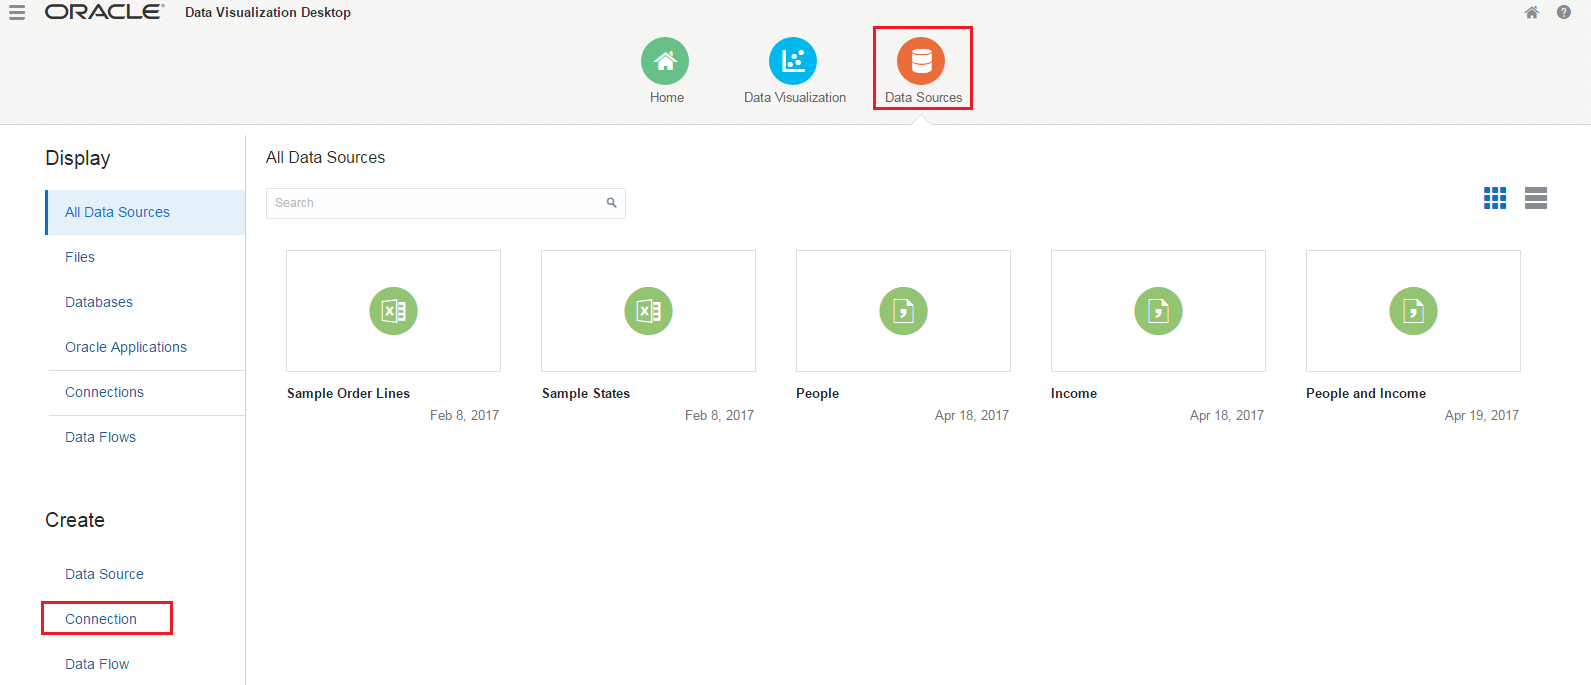 ORACLE Data Visualization Desktop
Home Data Visualization Data Sources
Display
All Data Sources
Files
Databases
Oracle Applications
Connections
Data Flows
Create
Data Source
Connection
Data Flow
All Data Sources
Search
Sample Order Lines Sample States People Income People and Income
Feb 8, 2017 Feb 8, 2017 Apr 18, 2017 Apr 18, 2017 Apr 19, 2017